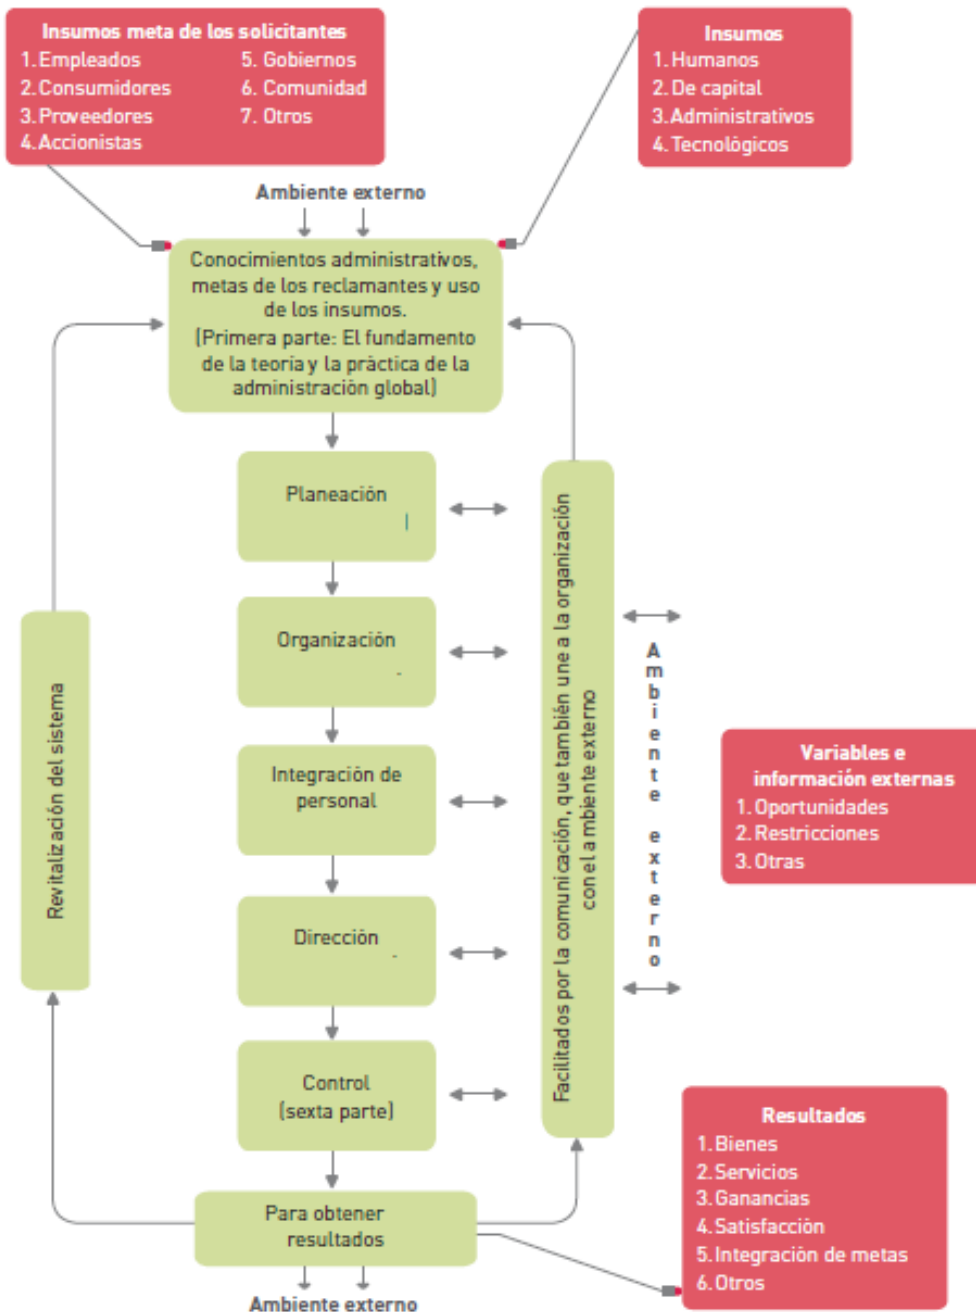 Insumos meta de los solicitantes
1. Empleados
2. Consumidores
3. Proveedores
4. Accionistas
5. Gobiernos
6. Comunidad
7. Otros
Insumos
1. Humanos
2. De capital
3. Administrativos
4. Tecnológicos
Ambiente externo
Conocimientos administrativos,
metas de los reclamantes y uso
de los insumos.
(Primera parte: El fundamento
de la teoría y la práctica de la
administración global)
Planeación
Organización
Integración de
personal
Dirección
Control
(sexta parte)
Para obtener
resultados
Ambiente externo
Revitalización del sistema
Facilitados por la comunicación, que también une a la organización
con el ambiente externo
Ambiente externo
Variables e
información externas
1. Oportunidades
2. Restricciones
3. Otras
Resultados
1. Bienes
2. Servicios
3. Ganancias
4. Satisfacción
5. Integración de metas
6. Otros